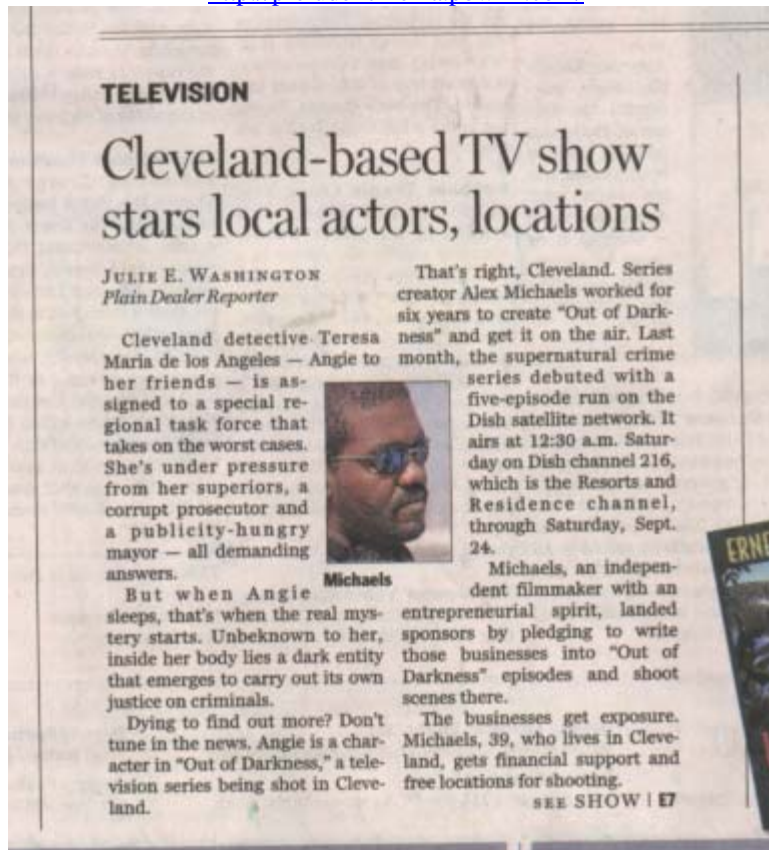 TELEVISION
Cleveland-based TV show
stars local actors, locations
JULIE E. WASHINGTON
Plain Dealer Reporter
Cleveland detective Teresa
Maria de los Angeles — Angie to
her friends — is as-
signed to a special re-
gional task force that
takes on the worst cases.
She's under pressure
from her superiors, a
corrupt prosecutor and
a publicity-hungry
mayor — all demanding
answers.
But when Angie
sleeps, that's when the real mys-
tery starts. Unbeknown to her,
inside her body lies a dark entity
that emerges to carry out its own
justice on criminals.
Dying to find out more? Don't
tune in the news. Angie is a char-
acter in "Out of Darkness," a tele-
vision series being shot in Cleve-
land.
Michaels
That's right, Cleveland. Series
creator Alex Michaels worked for
six years to create "Out of Dark-
ness" and get it on the air. Last
month, the supernatural crime
series debuted with a
five-episode run on the
Dish satellite network. It
airs at 12:30 a.m. Satur-
day on Dish channel 216,
which is the Resorts and
Residence channel,
through Saturday, Sept.
24.
Michaels, an indepen-
dent filmmaker with an
entrepreneurial spirit, landed
sponsors by pledging to write
those businesses into "Out of
Darkness" episodes and shoot
scenes there.
The businesses get exposure.
Michaels, 39, who lives in Cleve-
land, gets financial support and
free locations for shooting.
SEE SHOW | E7